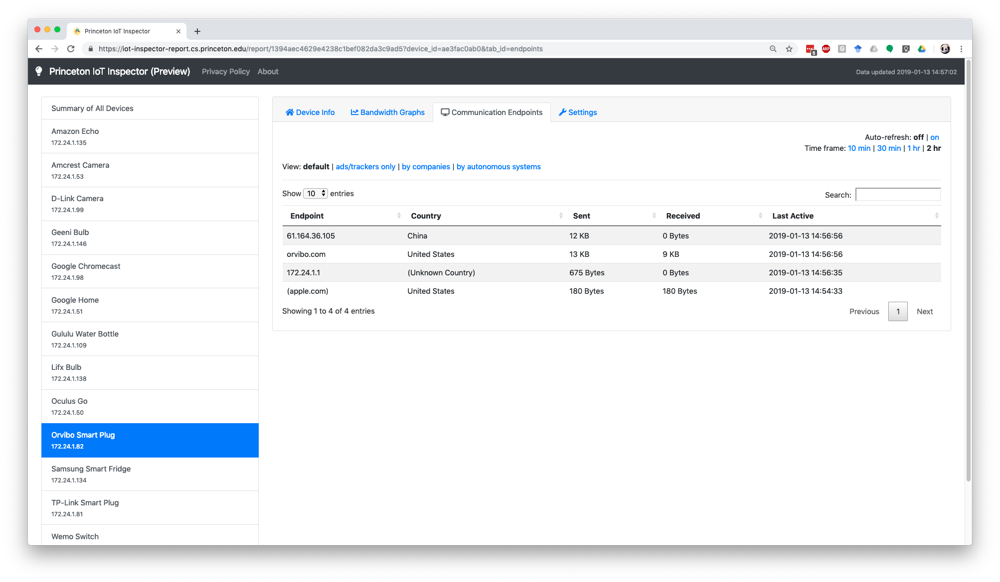 Princeton IoT Inspector
https://iot-inspector-report.cs.princeton.edu/report/1394aec4629e4238c1bef082da3c9ad5?device_id=ae3fac0ab0&tab_id=endpoints
6
ABP
G
Princeton IoT Inspector (Preview) Privacy Policy About Data updated 2019-01-13 14:57:02
Summary of All Devices
Amazon Echo
172.24.1.135
Amcrest Camera
172.24.1.53
D-Link Camera
172.24.1.99
Geeni Bulb
172.24.1.146
Google Chromecast
172.24.1.98
Google Home
172.24.1.51
Gululu Water Bottle
172.24.1.109
Lifx Bulb
172.24.1.138
Oculus Go
172.24.1.50
Orvibo Smart Plug
172.24.1.82
Samsung Smart Fridge
172.24.1.134
TP-Link Smart Plug
172.24.1.81
Wemo Switch
Device Info Bandwidth Graphs Communication Endpoints Settings
Auto-refresh: off | on
Time frame: 10 min | 30 min | 1 hr | 2 hr
View: default | ads/trackers only | by companies | by autonomous systems
Show 10 entries Search:
Endpoint Country Sent Received Last Active
61.164.36.105 China 12 KB 0 Bytes 2019-01-13 14:56:56
orvibo.com United States 13 KB 9 KB 2019-01-13 14:56:56
172.24.1.1 (Unknown Country) 675 Bytes 0 Bytes 2019-01-13 14:56:35
(apple.com) United States 180 Bytes 180 Bytes 2019-01-13 14:54:33
Showing 1 to 4 of 4 entries Previous 1 Next